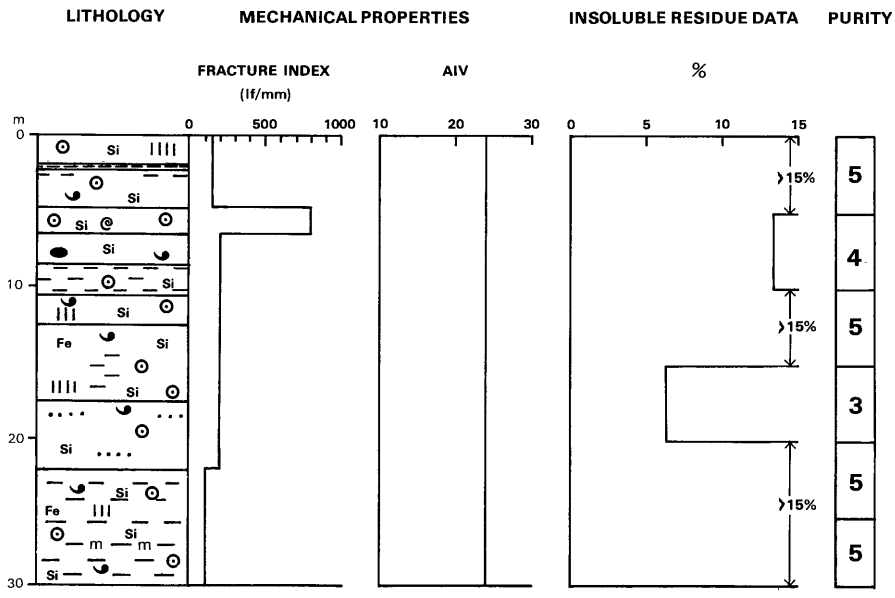 LITHOLOGY MECHANICAL PROPERTIES INSOLUBLE RESIDUE DATA PURITY
FRACTURE INDEX AIV %
(If/mm)
m
0 0 500 1000 10 20 30 0 5 10 15
Si
>15% 5
Si
Si
Si 4
Si
10
Si >15% 5
Fe Si
Si 3
20
Si
Si 5
Fe >15%
Si
m m 5
Si
30